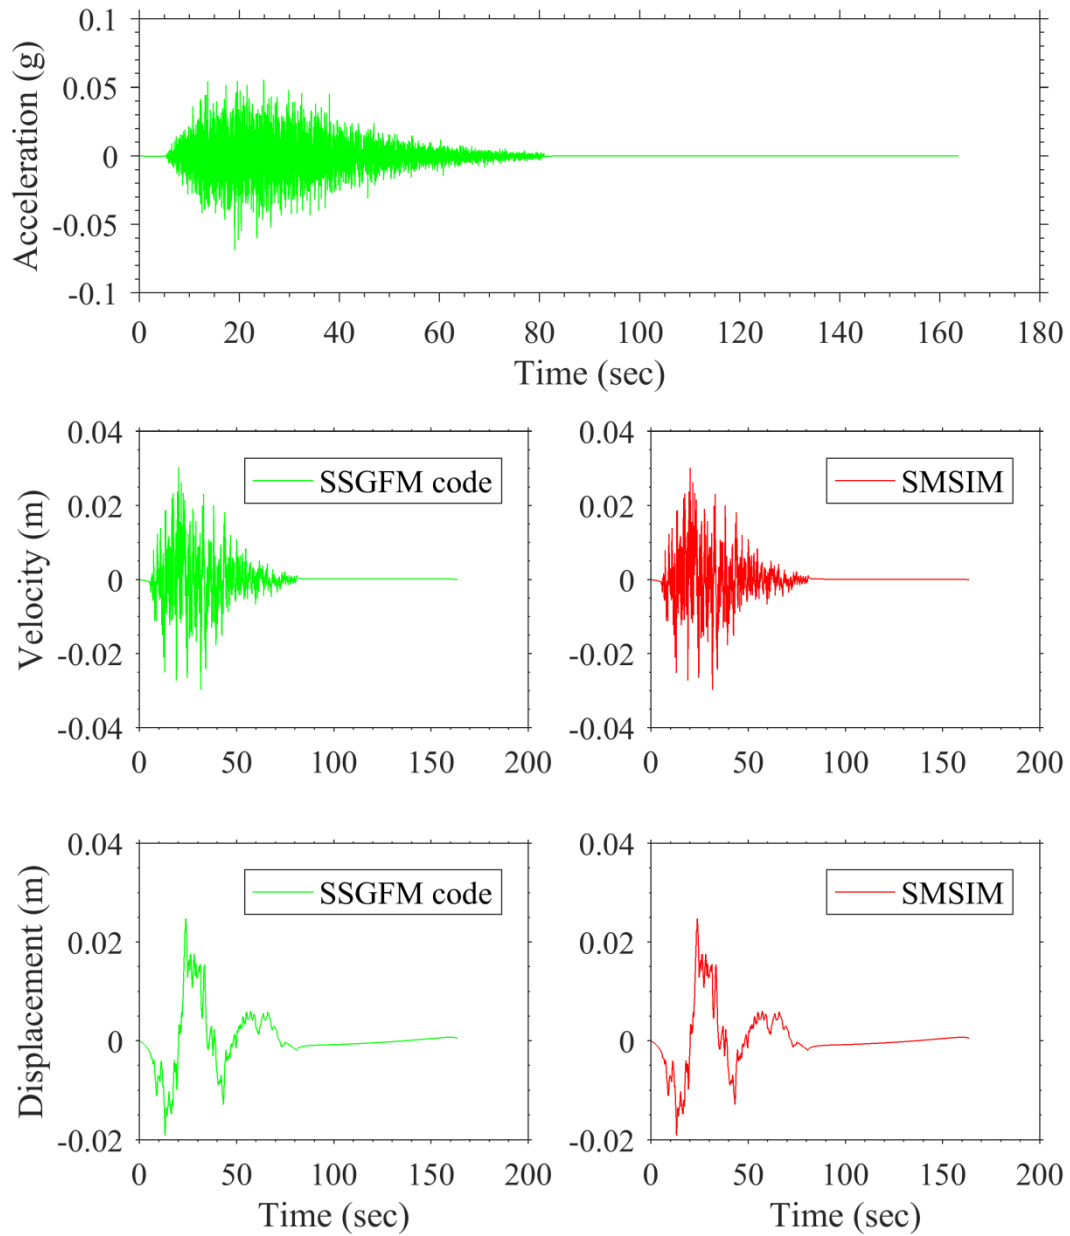 Acceleration (g)
0.1
0.05
0
-0.05
-0.1
0 20 40 60 80 100 120 140 160 180
Time (sec)
Velocity (m)
0.04
0.02
0
-0.02
-0.04
0 50 100 150 200
SSGFM code
0.04
0.02
0
-0.02
-0.04
0 50 100 150 200
SMSIM
Displacement (m)
0.04
0.02
0
-0.02
0 50 100 150 200
Time (sec)
SSGFM code
0.04
0.02
0
-0.02
0 50 100 150 200
Time (sec)
SMSIM